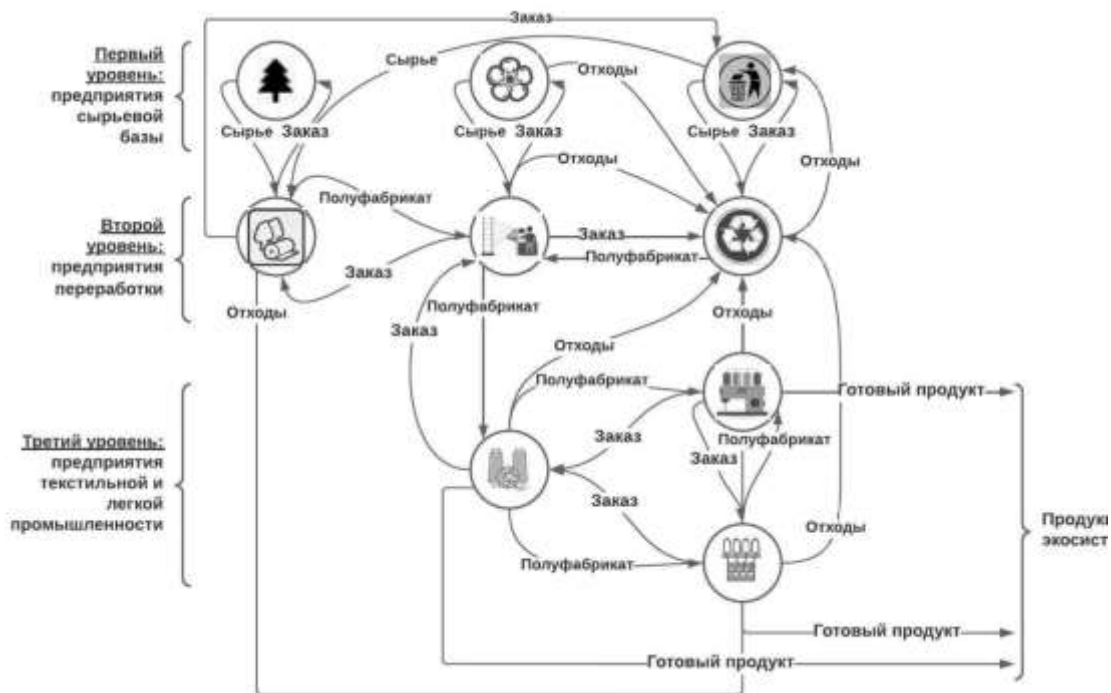 Заказ
Первый
уровень:
предприятия
сырьевой
базы
Сырье
Отходы
Сырье Заказ
Сырье Заказ
Сырье Заказ
Отходы
Отходы
Полуфабрикат
Второй
уровень:
предприятия
переработки
Заказ
Полуфабрикат
Заказ
Отходы
Полуфабрикат
Отходы
Заказ
Отходы
Полуфабрикат
Готовый продукт
Третий уровень:
предприятия
текстильной и
легкой
промышленности
Заказ
Полуфабрикат
Заказ
Заказ
Отходы
Полуфабрикат
Готовый продукт
Готовый продукт